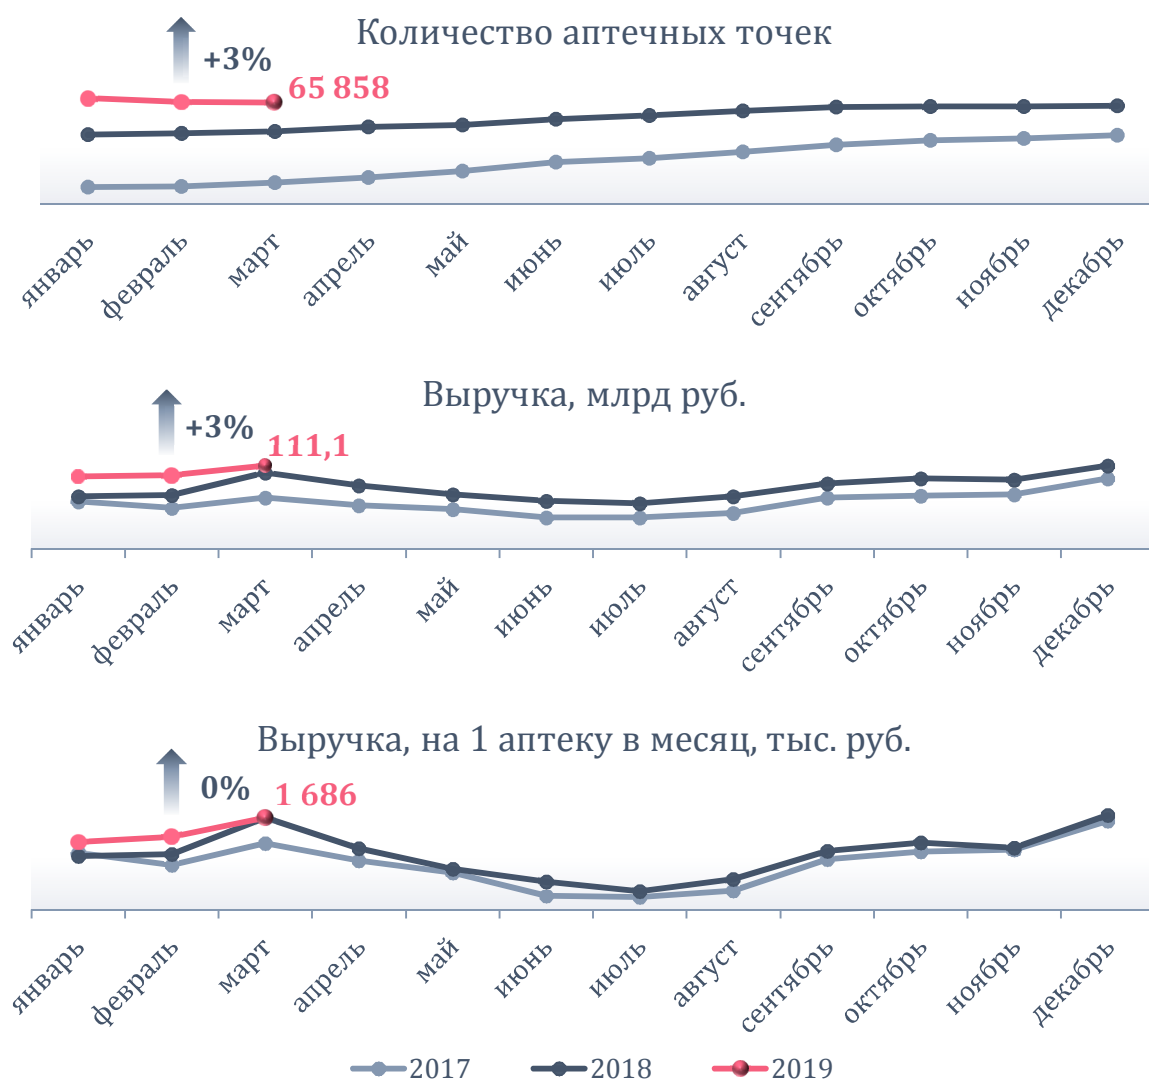 Количество аптечных точек
+3%
65 858
январь февраль март апрель май июнь июль август сентябрь октябрь ноябрь декабрь
Выручка, млрд руб.
+3%
111,1
январь февраль март апрель май июнь июль август сентябрь октябрь ноябрь декабрь
Выручка, на 1 аптеку в месяц, тыс. руб.
0%
1 686
январь февраль март апрель май июнь июль август сентябрь октябрь ноябрь декабрь
2017 2018 2019